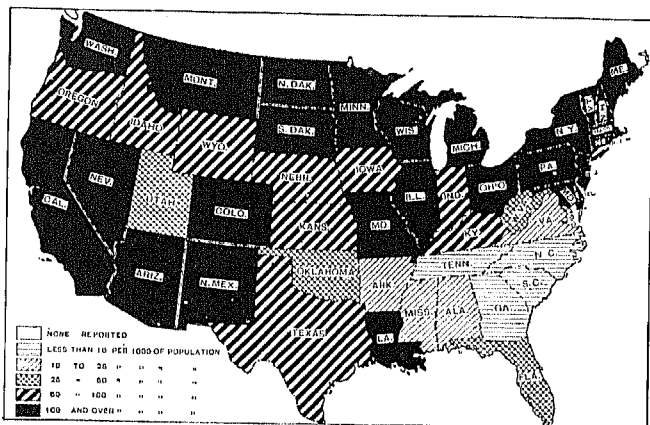 WASH.
MONT.
N. DAK.
MINN.
ME.
OREGON
IDAHO
WYO.
S. DAK.
WIS.
MICH.
N.Y.
NEBR.
IOWA
PA.
NEV.
UTAH
COLO.
KANS.
MO.
ILL.
IND.
OHIO
CAL.
KY.
VA.
ARIZ.
N. MEX.
OKLAHOMA
ARK.
TENN.
N.C.
S.C.
TEXAS
LA.
MISS.
ALA.
GA.
FLA.
NONE REPORTED
LESS THAN 10 PER 1000 OF POPULATION
10 TO 25 " " " "
25 " 50 " " " "
50 " 100 " " " "
100 AND OVER " " " "